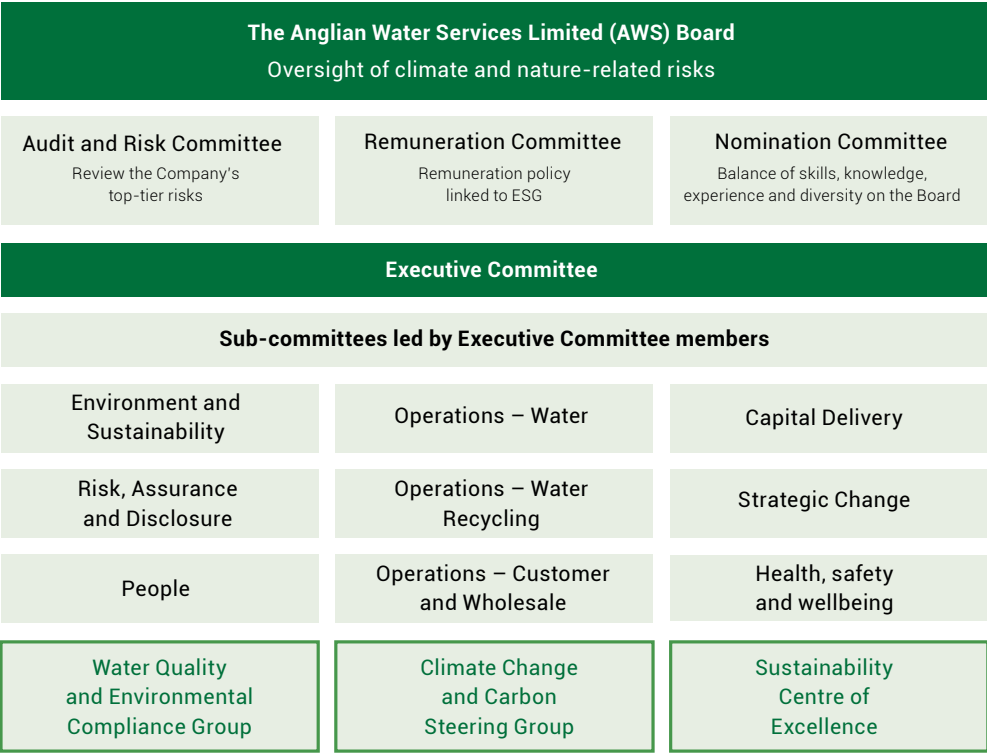 The Anglian Water Services Limited (AWS) Board
Oversight of climate and nature-related risks
Audit and Risk Committee
Review the Company's
top-tier risks
Remuneration Committee
Remuneration policy
linked to ESG
Nomination Committee
Balance of skills, knowledge,
experience and diversity on the Board
Executive Committee
Sub-committees led by Executive Committee members
Environment and
Sustainability
Operations – Water
Capital Delivery
Risk, Assurance
and Disclosure
Operations – Water
Recycling
Strategic Change
People
Operations – Customer
and Wholesale
Health, safety
and wellbeing
Water Quality
and Environmental
Compliance Group
Climate Change
and Carbon
Steering Group
Sustainability
Centre of
Excellence